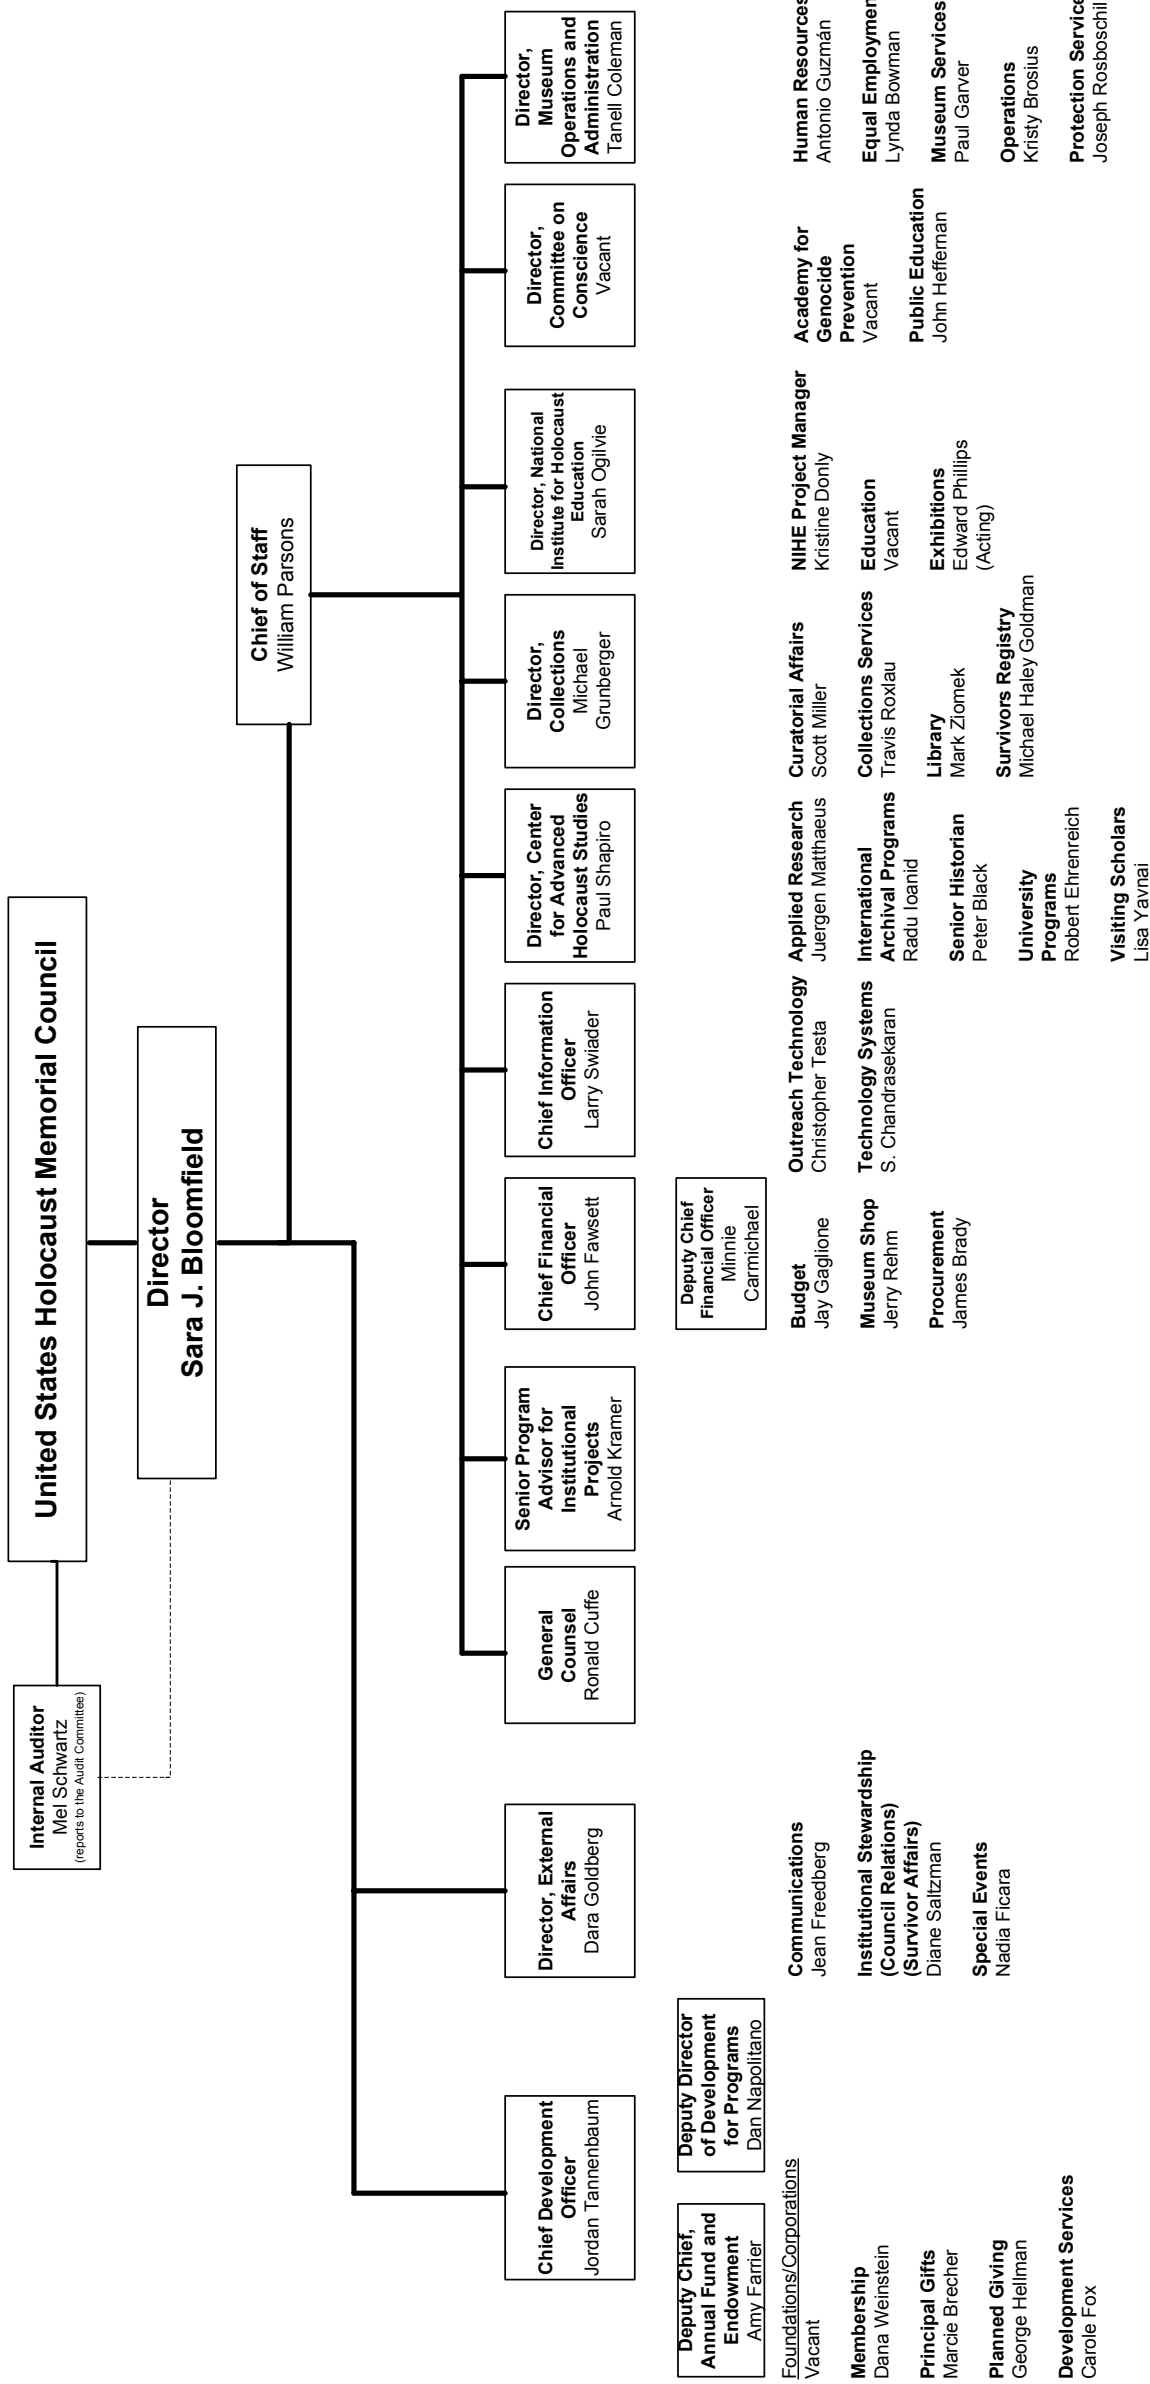 United States Holocaust Memorial Council
Internal Auditor
Mel Schwartz
(reports to the Audit Committee)
Director
Sara J. Bloomfield
Chief of Staff
William Parsons
Chief Development
Officer
Jordan Tannenbaum
Director, External
Affairs
Dara Goldberg
General
Counsel
Ronald Cuffe
Senior Program
Advisor for
Institutional
Projects
Arnold Kramer
Chief Financial
Officer
John Fawsett
Chief Information
Officer
Larry Swiader
Director, Center
for Advanced
Holocaust Studies
Paul Shapiro
Director,
Collections
Michael
Grunberger
Director, National
Institute for Holocaust
Education
Sarah Ogilvie
Director,
Committee on
Conscience
Vacant
Director,
Museum
Operations and
Administration
Tanell Coleman
Deputy Chief,
Annual Fund and
Endowment
Amy Farrier
Deputy Director
of Development
for Programs
Dan Napolitano
Foundations/Corporations
Vacant
Membership
Dana Weinstein
Principal Gifts
Marcie Brecher
Planned Giving
George Hellman
Development Services
Carole Fox
Communications
Jean Freedberg
Institutional Stewardship
(Council Relations)
(Survivor Affairs)
Diane Saltzman
Special Events
Nadia Ficara
Deputy Chief
Financial Officer
Minnie
Carmichael
Budget
Jay Gaglione
Museum Shop
Jerry Rehm
Procurement
James Brady
Outreach Technology
Christopher Testa
Technology Systems
S. Chandrasekaran
Applied Research
Juergen Matthaeus
International
Archival Programs
Radu Ioanid
Senior Historian
Peter Black
University
Programs
Robert Ehrenreich
Visiting Scholars
Lisa Yavnai
Curatorial Affairs
Scott Miller
Collections Services
Travis Roxlau
Library
Mark Ziomek
Survivors Registry
Michael Haley Goldman
NIHE Project Manager
Kristine Donly
Education
Vacant
Exhibitions
Edward Phillips
(Acting)
Academy for
Genocide
Prevention
Vacant
Public Education
John Heffernan
Human Resources
Antonio Guzmán
Equal Employmen
Lynda Bowman
Museum Services
Paul Garver
Operations
Kristy Brosius
Protection Service
Joseph Rosboschil